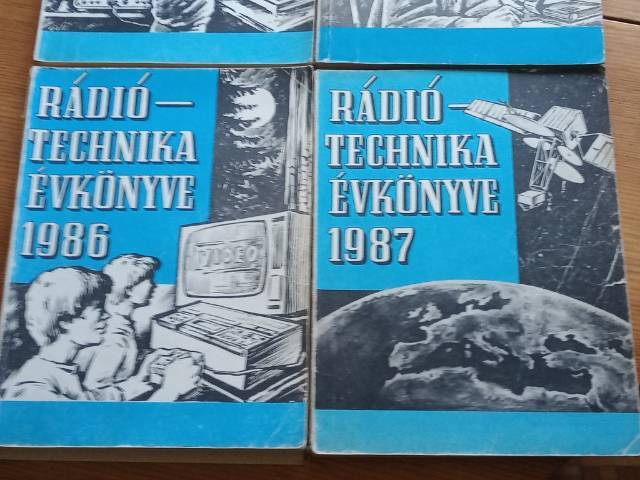 RÁDIÓ—
TECHNIKA
ÉVKÖNYVE
1986
VIDEO
RÁDIÓ—
TECHNIKA
ÉVKÖNYVE
1987